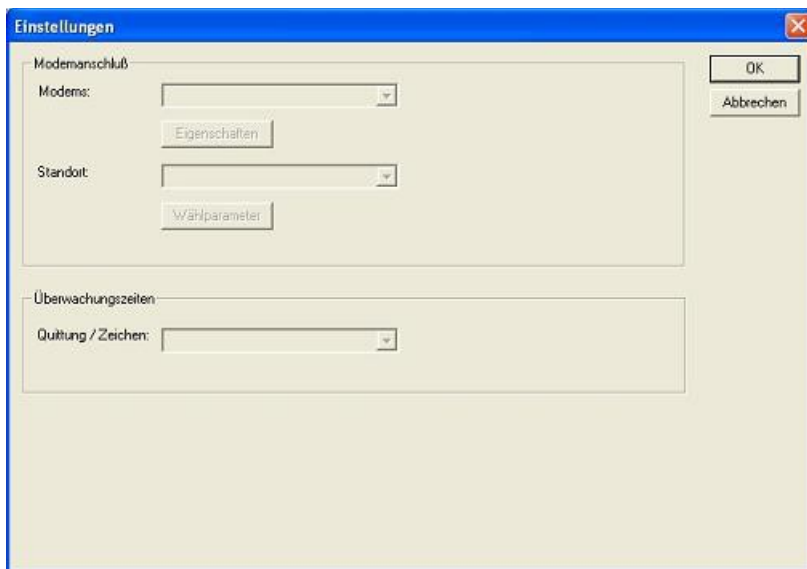 Einstellungen
Modemanschluß
Modems:
Eigenschaften
Standort:
Wählparameter
Überwachungszeiten
Quittung / Zeichen:
OK
Abbrechen